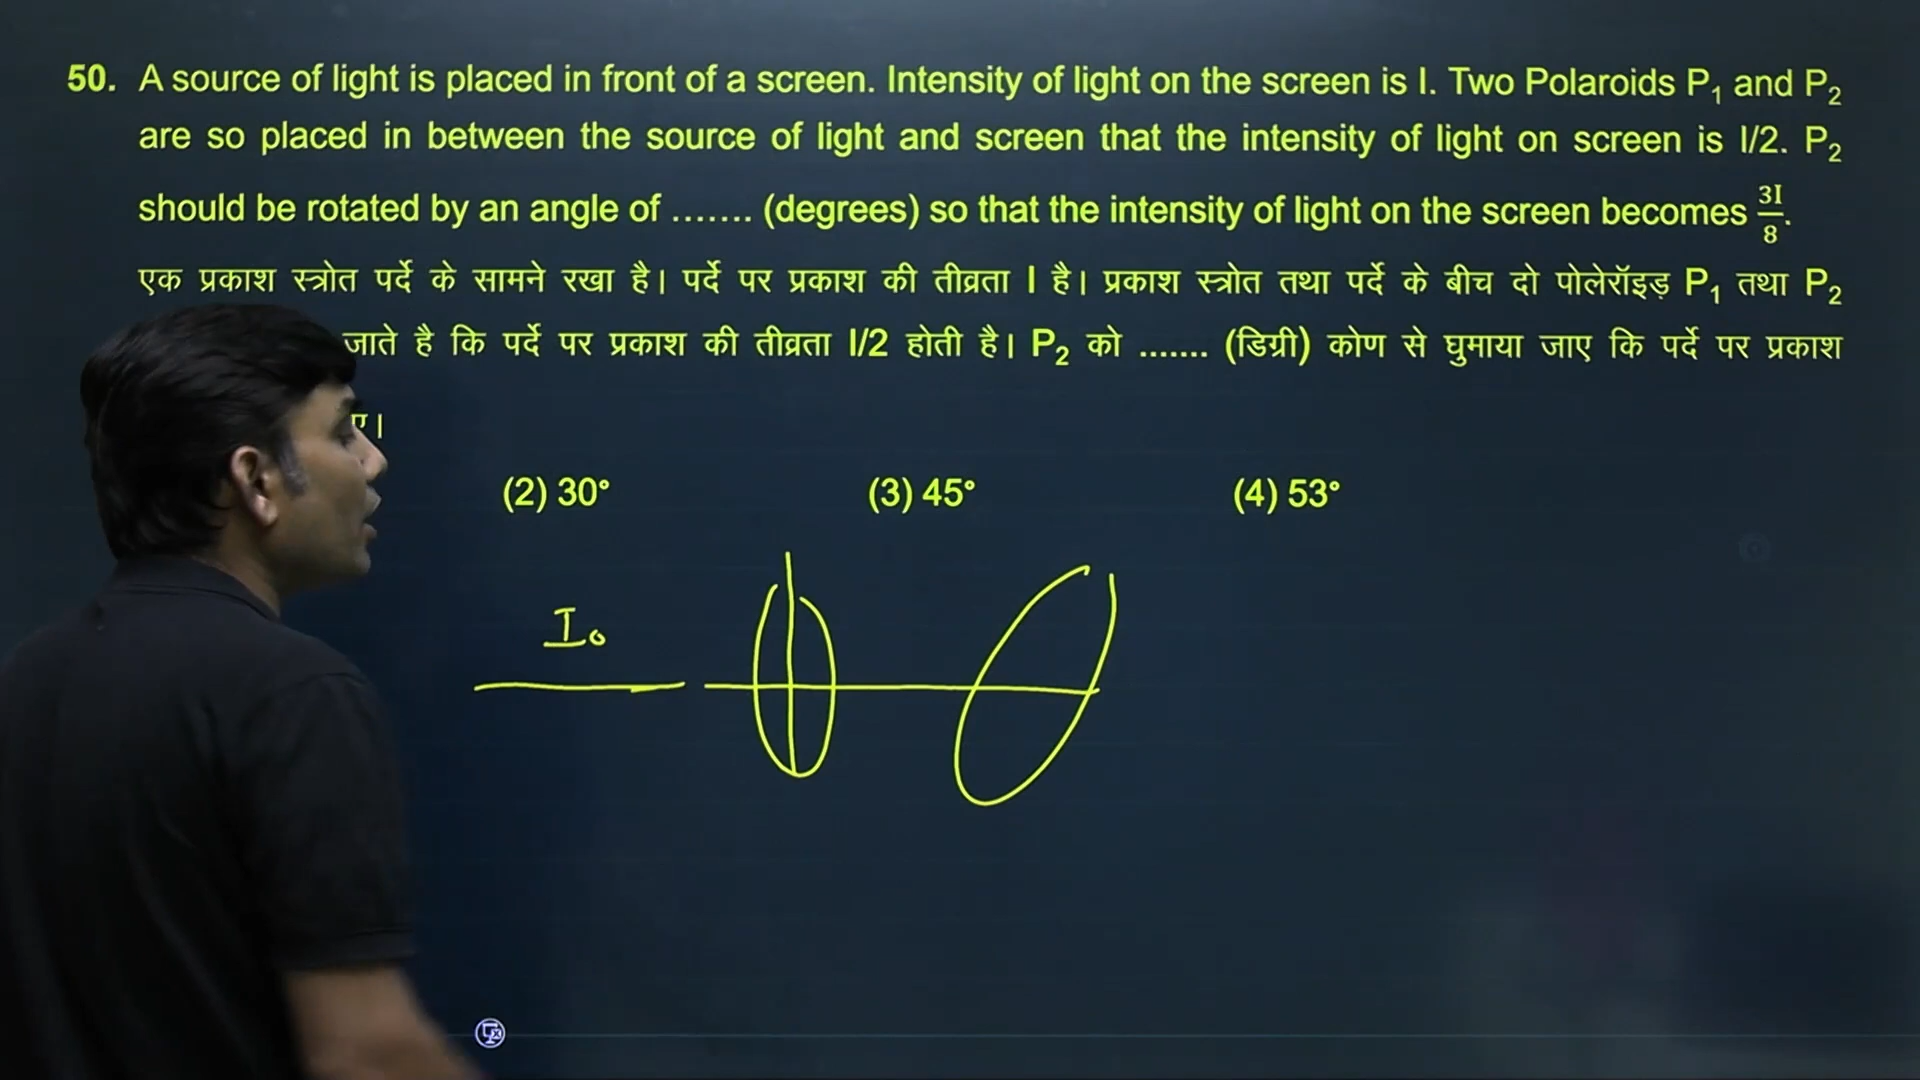 50. A source of light is placed in front of a screen. Intensity of light on the screen is I. Two Polaroids P₁ and P₂
are so placed in between the source of light and screen that the intensity of light on screen is I/2. P₂
should be rotated by an angle of ....... (degrees) so that the intensity of light on the screen becomes 3I/8.
एक प्रकाश स्त्रोत पर्दे के सामने रखा है। पर्दे पर प्रकाश की तीव्रता I है। प्रकाश स्त्रोत तथा पर्दे के बीच दो पोलेरॉइड़ P₁ तथा P₂
जाते है कि पर्दे पर प्रकाश की तीव्रता I/2 होती है। P₂ को ....... (डिग्री) कोण से घुमाया जाए कि पर्दे पर प्रकाश
(2) 30° (3) 45° (4) 53°
I₀